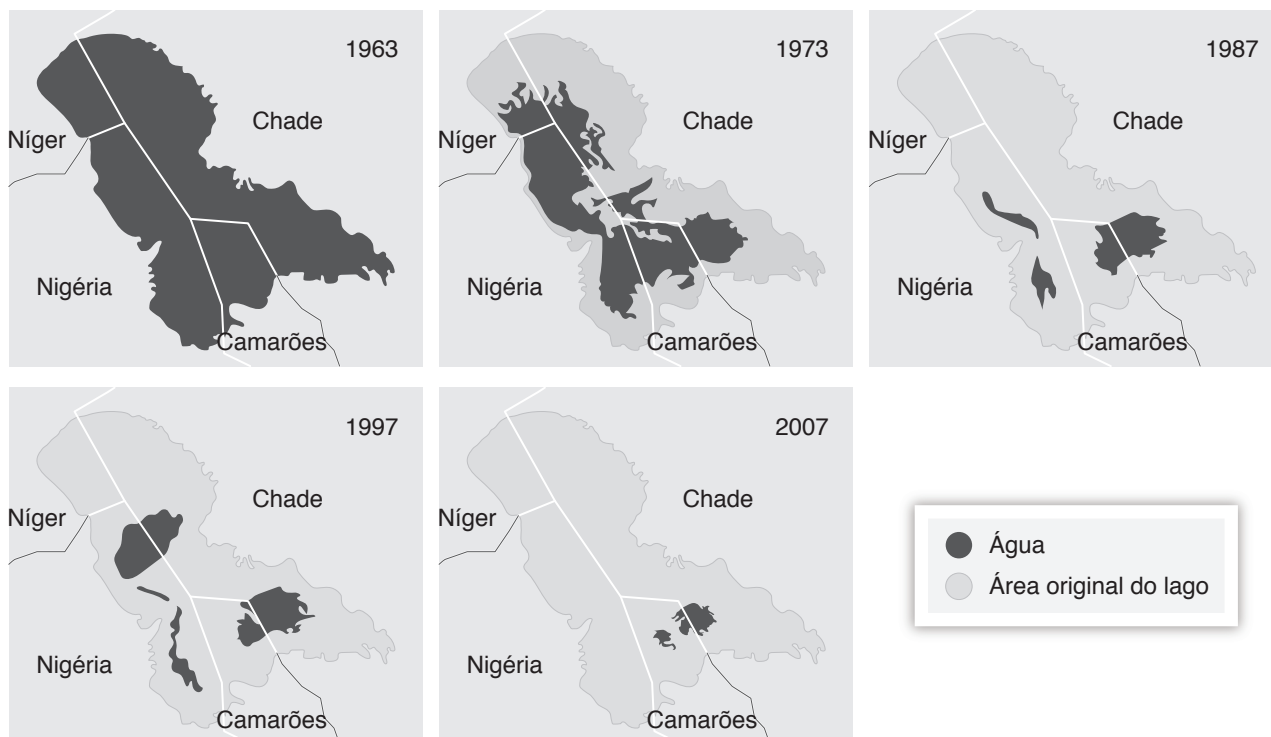 1963
Chade
Níger
Nigéria
Camarões
1973
Chade
Níger
Nigéria
Camarões
1987
Chade
Níger
Nigéria
Camarões
1997
Chade
Níger
Nigéria
Camarões
2007
Chade
Níger
Nigéria
Camarões
Água
Área original do lago